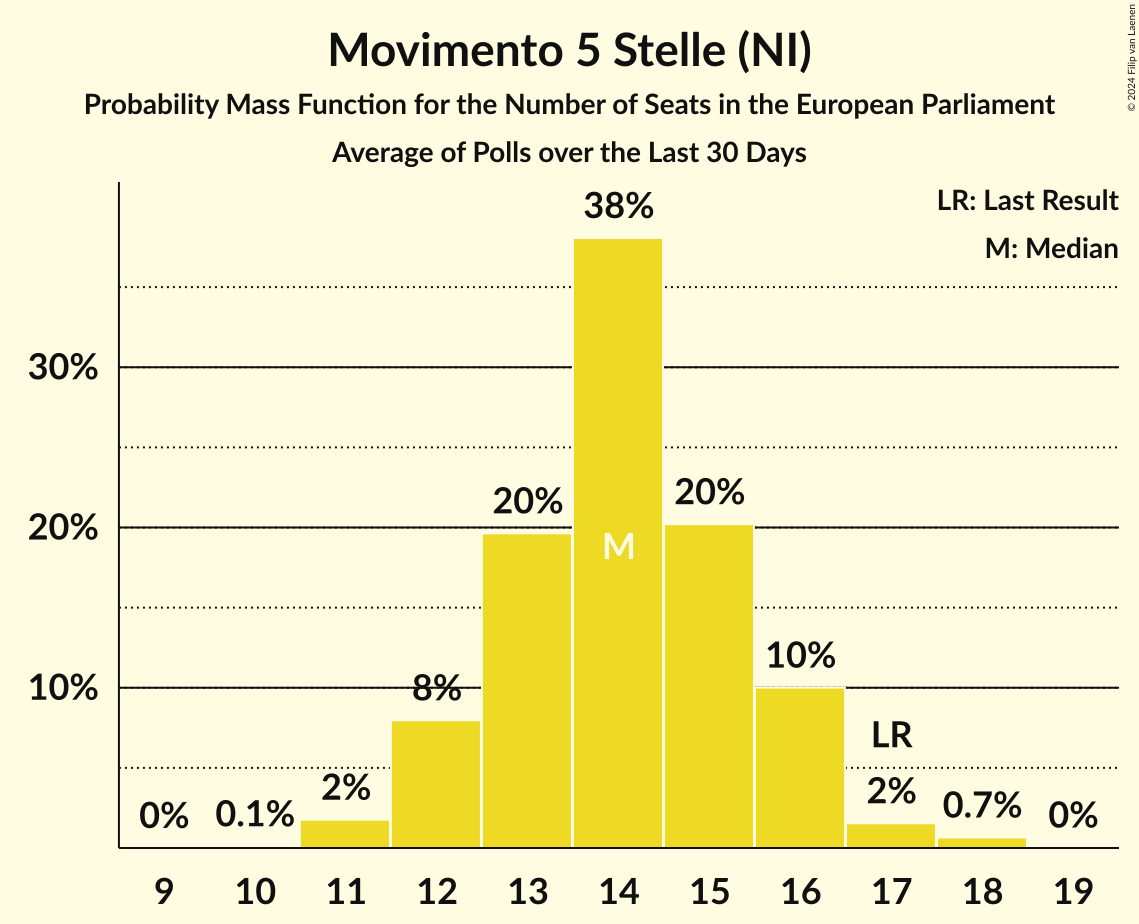 Movimento 5 Stelle (NI)
Probability Mass Function for the Number of Seats in the European Parliament
Average of Polls over the Last 30 Days
© 2024 Filip van Laenen
LR: Last Result
M: Median
38%
30%
20%
20%
20%
M
10%
10%
8%
LR
2%
2%
0%
0.1%
0.7%
0%
9 10 11 12 13 14 15 16 17 18 19